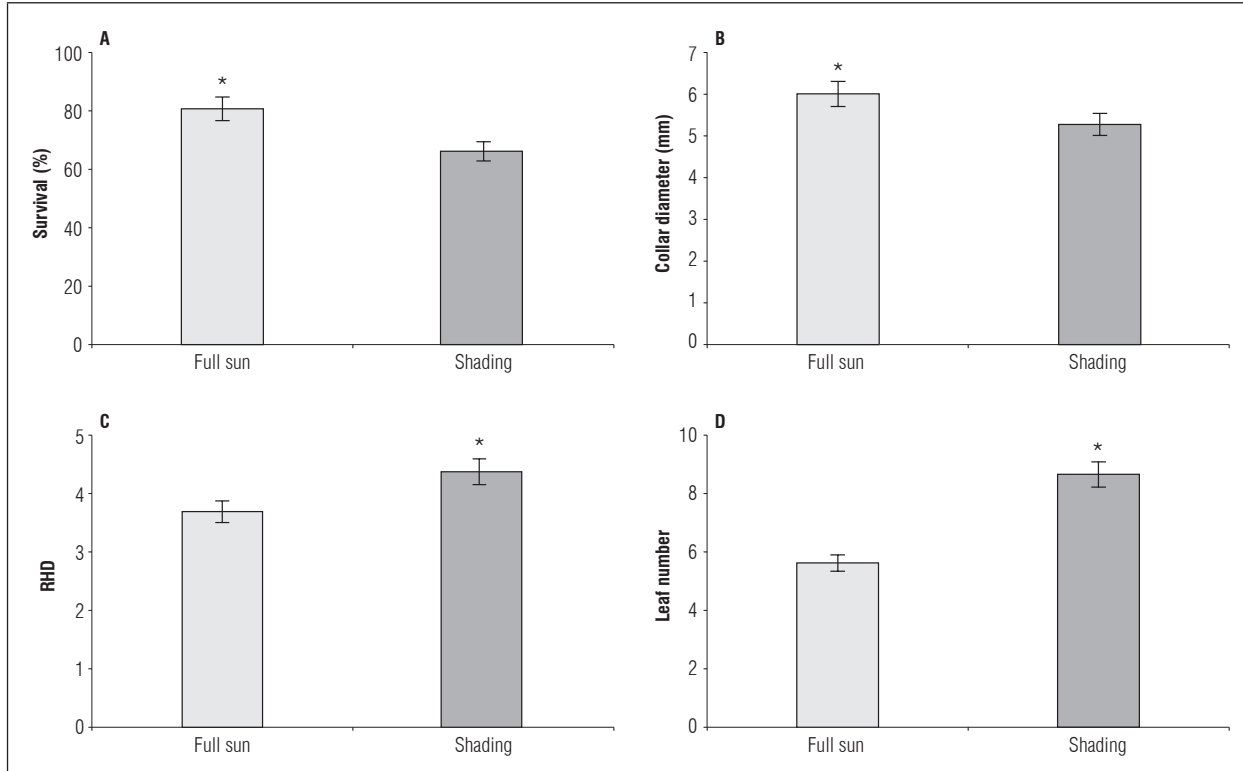 A
100
80
60
40
20
0
Survival (%)
*
Full sun
Shading
B
7
6
5
4
3
2
1
0
Collar diameter (mm)
*
Full sun
Shading
C
5
4
3
2
1
0
RHD
*
Full sun
Shading
D
10
8
6
4
2
0
Leaf number
*
Full sun
Shading